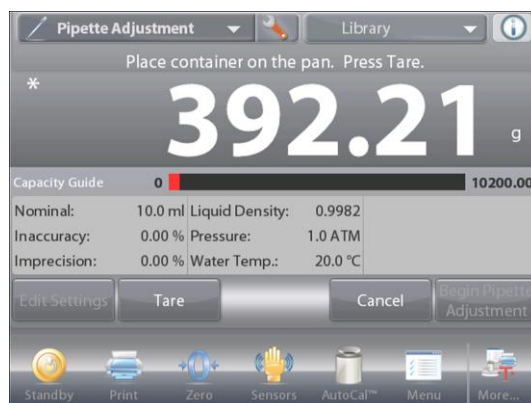 Pipette Adjustment Library
Place container on the pan. Press Tare.
*
392.21 g
Capacity Guide 0 10200.00
Nominal: 10.0 ml Liquid Density: 0.9982
Inaccuracy: 0.00 % Pressure: 1.0 ATM
Imprecision: 0.00 % Water Temp.: 20.0 °C
Edit Settings Tare Cancel Begin Pipette
Adjustment
Standby Print Zero Sensors AutoCal™ Menu More...